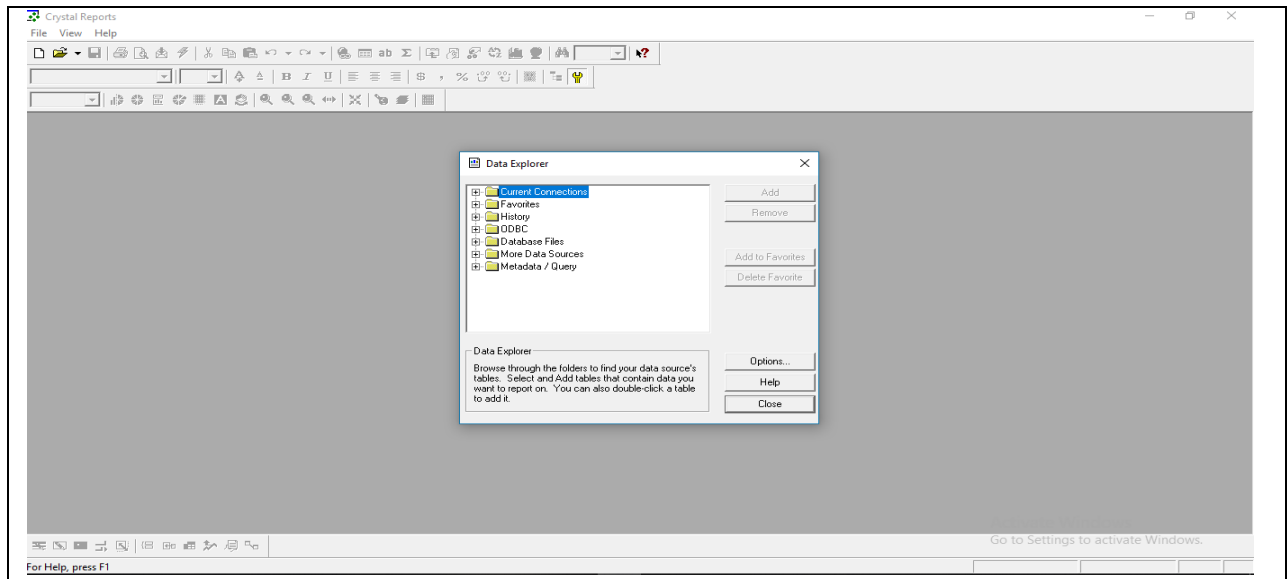 Crystal Reports
File View Help
ab Σ
B I U $ , %
A
Data Explorer
Current Connections
Favorites
History
ODBC
Database Files
More Data Sources
Metadata / Query
Add
Remove
Add to Favorites
Delete Favorite
Data Explorer
Browse through the folders to find your data source's
tables. Select and Add tables that contain data you
want to report on. You can also double-click a table
to add it.
Options...
Help
Close
Activate Windows
Go to Settings to activate Windows.
For Help, press F1